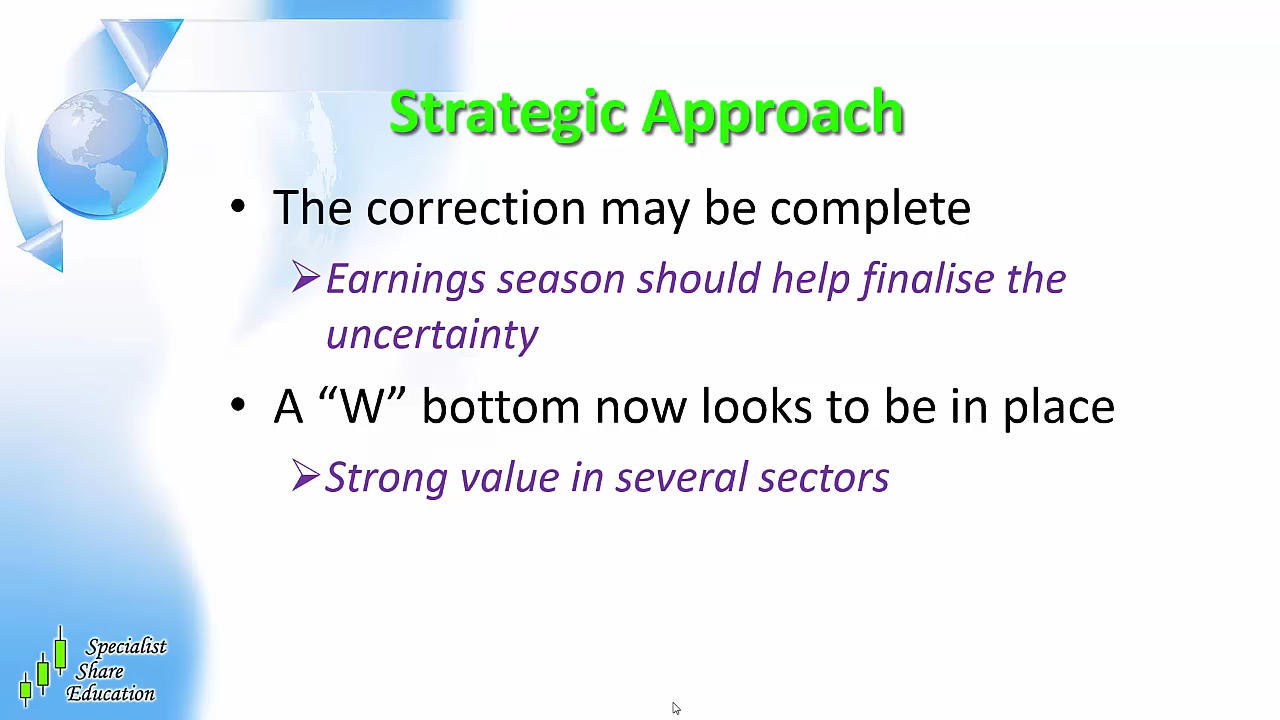 Strategic Approach
• The correction may be complete
➢Earnings season should help finalise the
uncertainty
• A “W” bottom now looks to be in place
➢Strong value in several sectors
Specialist
Share
Education